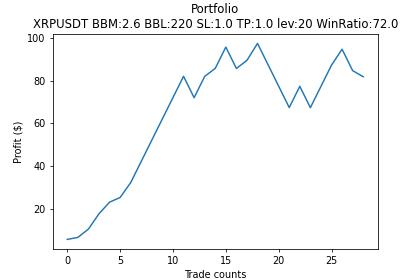 Portfolio
XRPUSDT BBM:2.6 BBL:220 SL:1.0 TP:1.0 lev:20 WinRatio:72.0
100
80
60
40
20
Profit ($)
0 5 10 15 20 25
Trade counts